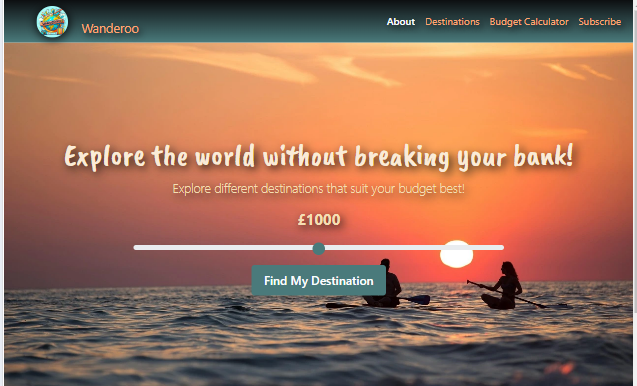 Wanderoo
About Destinations Budget Calculator Subscribe
Explore the world without breaking your bank!
Explore different destinations that suit your budget best!
£1000
Find My Destination